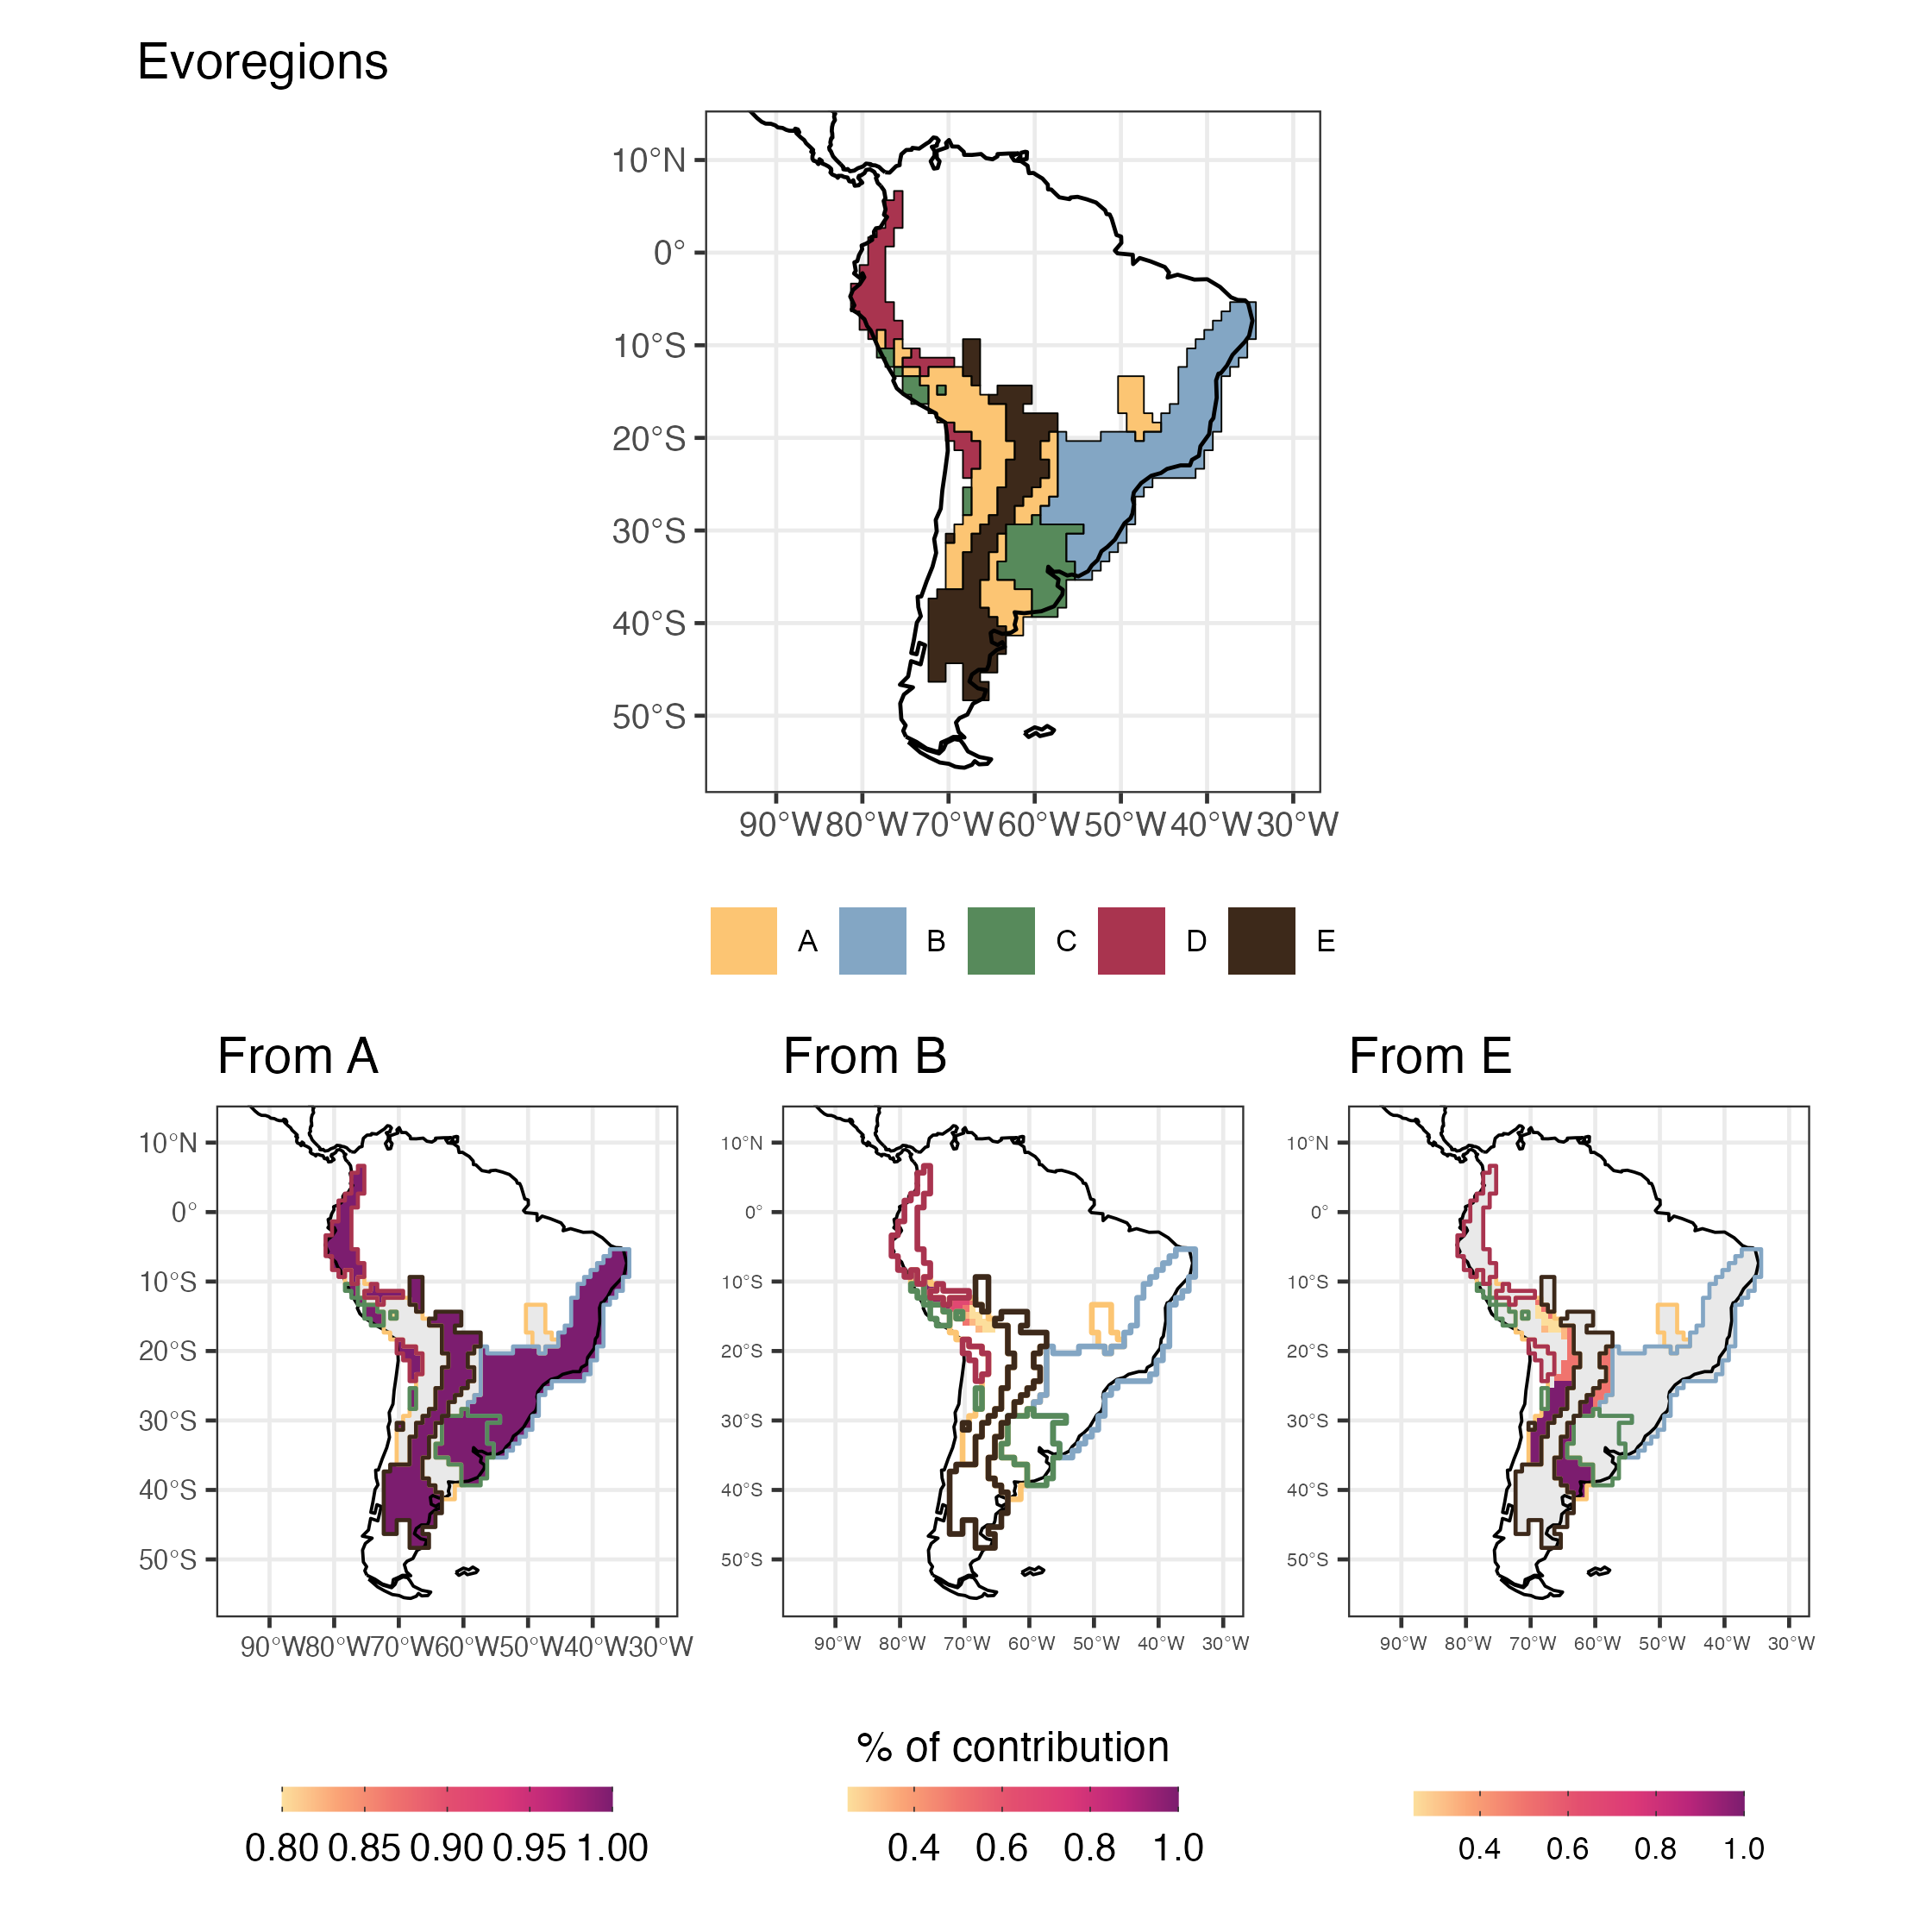 Evoregions
10°N
0°
10°S
20°S
30°S
40°S
50°S
90°W 80°W 70°W 60°W 50°W 40°W 30°W
A B C D E
From A From B From E
10°N 10°N 10°N
0° 0° 0°
10°S 10°S 10°S
20°S 20°S 20°S
30°S 30°S 30°S
40°S 40°S 40°S
50°S 50°S 50°S
90°W 80°W 70°W 60°W 50°W 40°W 30°W 90°W 80°W 70°W 60°W 50°W 40°W 30°W 90°W 80°W 70°W 60°W 50°W 40°W 30°W
% of contribution
0.80 0.85 0.90 0.95 1.00 0.4 0.6 0.8 1.0 0.4 0.6 0.8 1.0